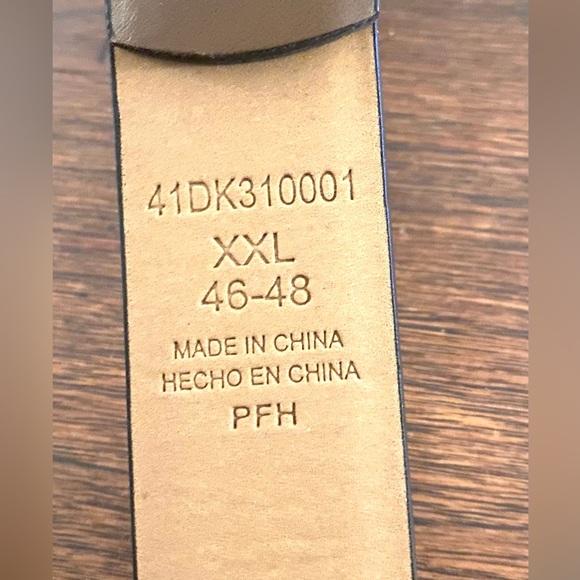 41DK310001
XXL
46-48
MADE IN CHINA
HECHO EN CHINA
PFH